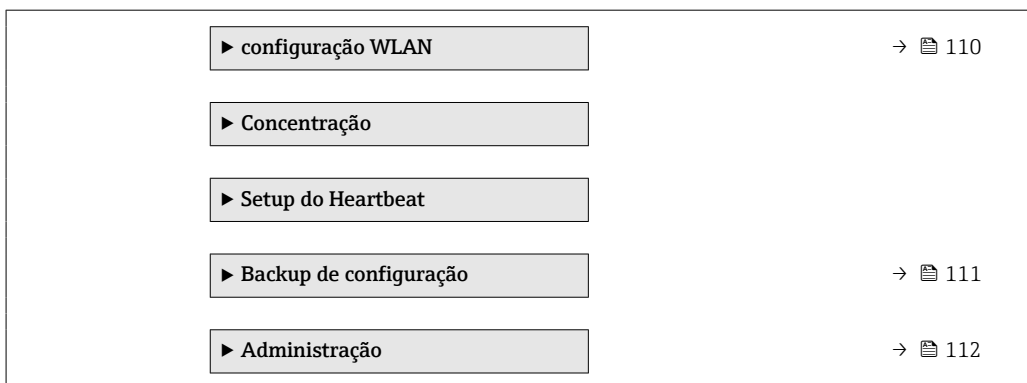 ▶ configuração WLAN → 110
▶ Concentração
▶ Setup do Heartbeat
▶ Backup de configuração → 111
▶ Administração → 112